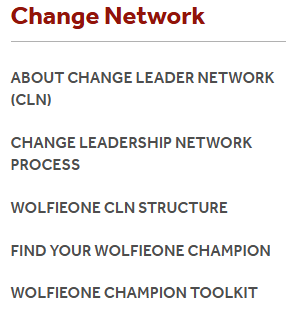 Change Network
ABOUT CHANGE LEADER NETWORK
(CLN)
CHANGE LEADERSHIP NETWORK
PROCESS
WOLFIEONE CLN STRUCTURE
FIND YOUR WOLFIEONE CHAMPION
WOLFIEONE CHAMPION TOOLKIT